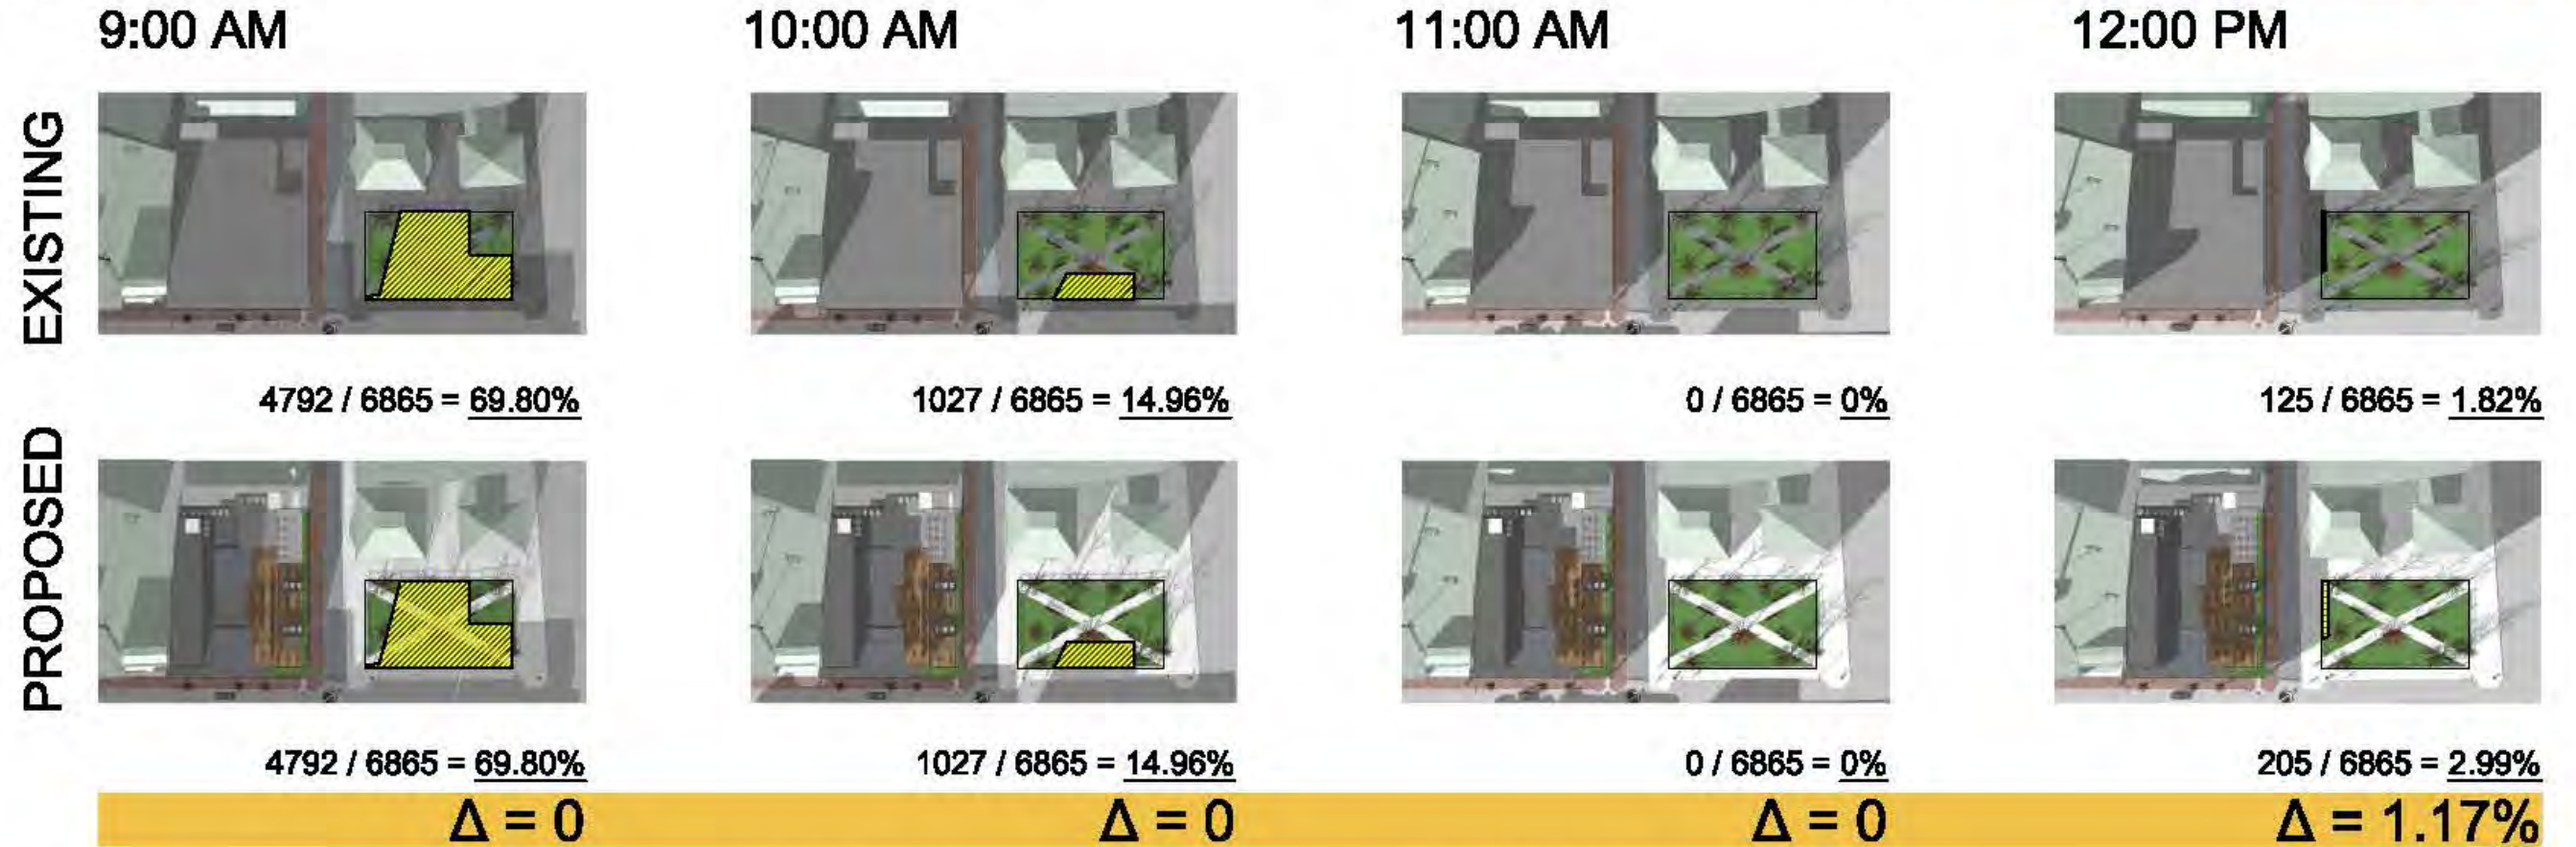 9:00 AM 10:00 AM 11:00 AM 12:00 PM
EXISTING
4792 / 6865 = 69.80% 1027 / 6865 = 14.96% 0 / 6865 = 0% 125 / 6865 = 1.82%
PROPOSED
4792 / 6865 = 69.80% 1027 / 6865 = 14.96% 0 / 6865 = 0% 205 / 6865 = 2.99%
Δ = 0 Δ = 0 Δ = 0 Δ = 1.17%